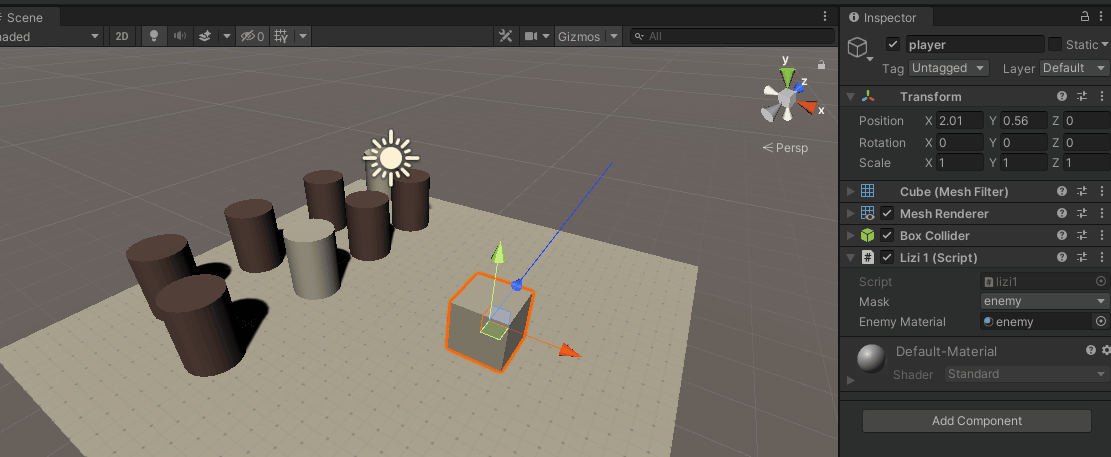 Scene
Inspector
aded
2D
0
Gizmos
All
player
Static
Tag Untagged Layer Default
Transform
Position X 2.01 Y 0.56 Z 0
Rotation X 0 Y 0 Z 0
Scale X 1 Y 1 Z 1
Cube (Mesh Filter)
Mesh Renderer
Box Collider
Lizi 1 (Script)
Script lizi1
Mask enemy
Enemy Material enemy
Default-Material
Shader Standard
Add Component
y
z
x
Persp